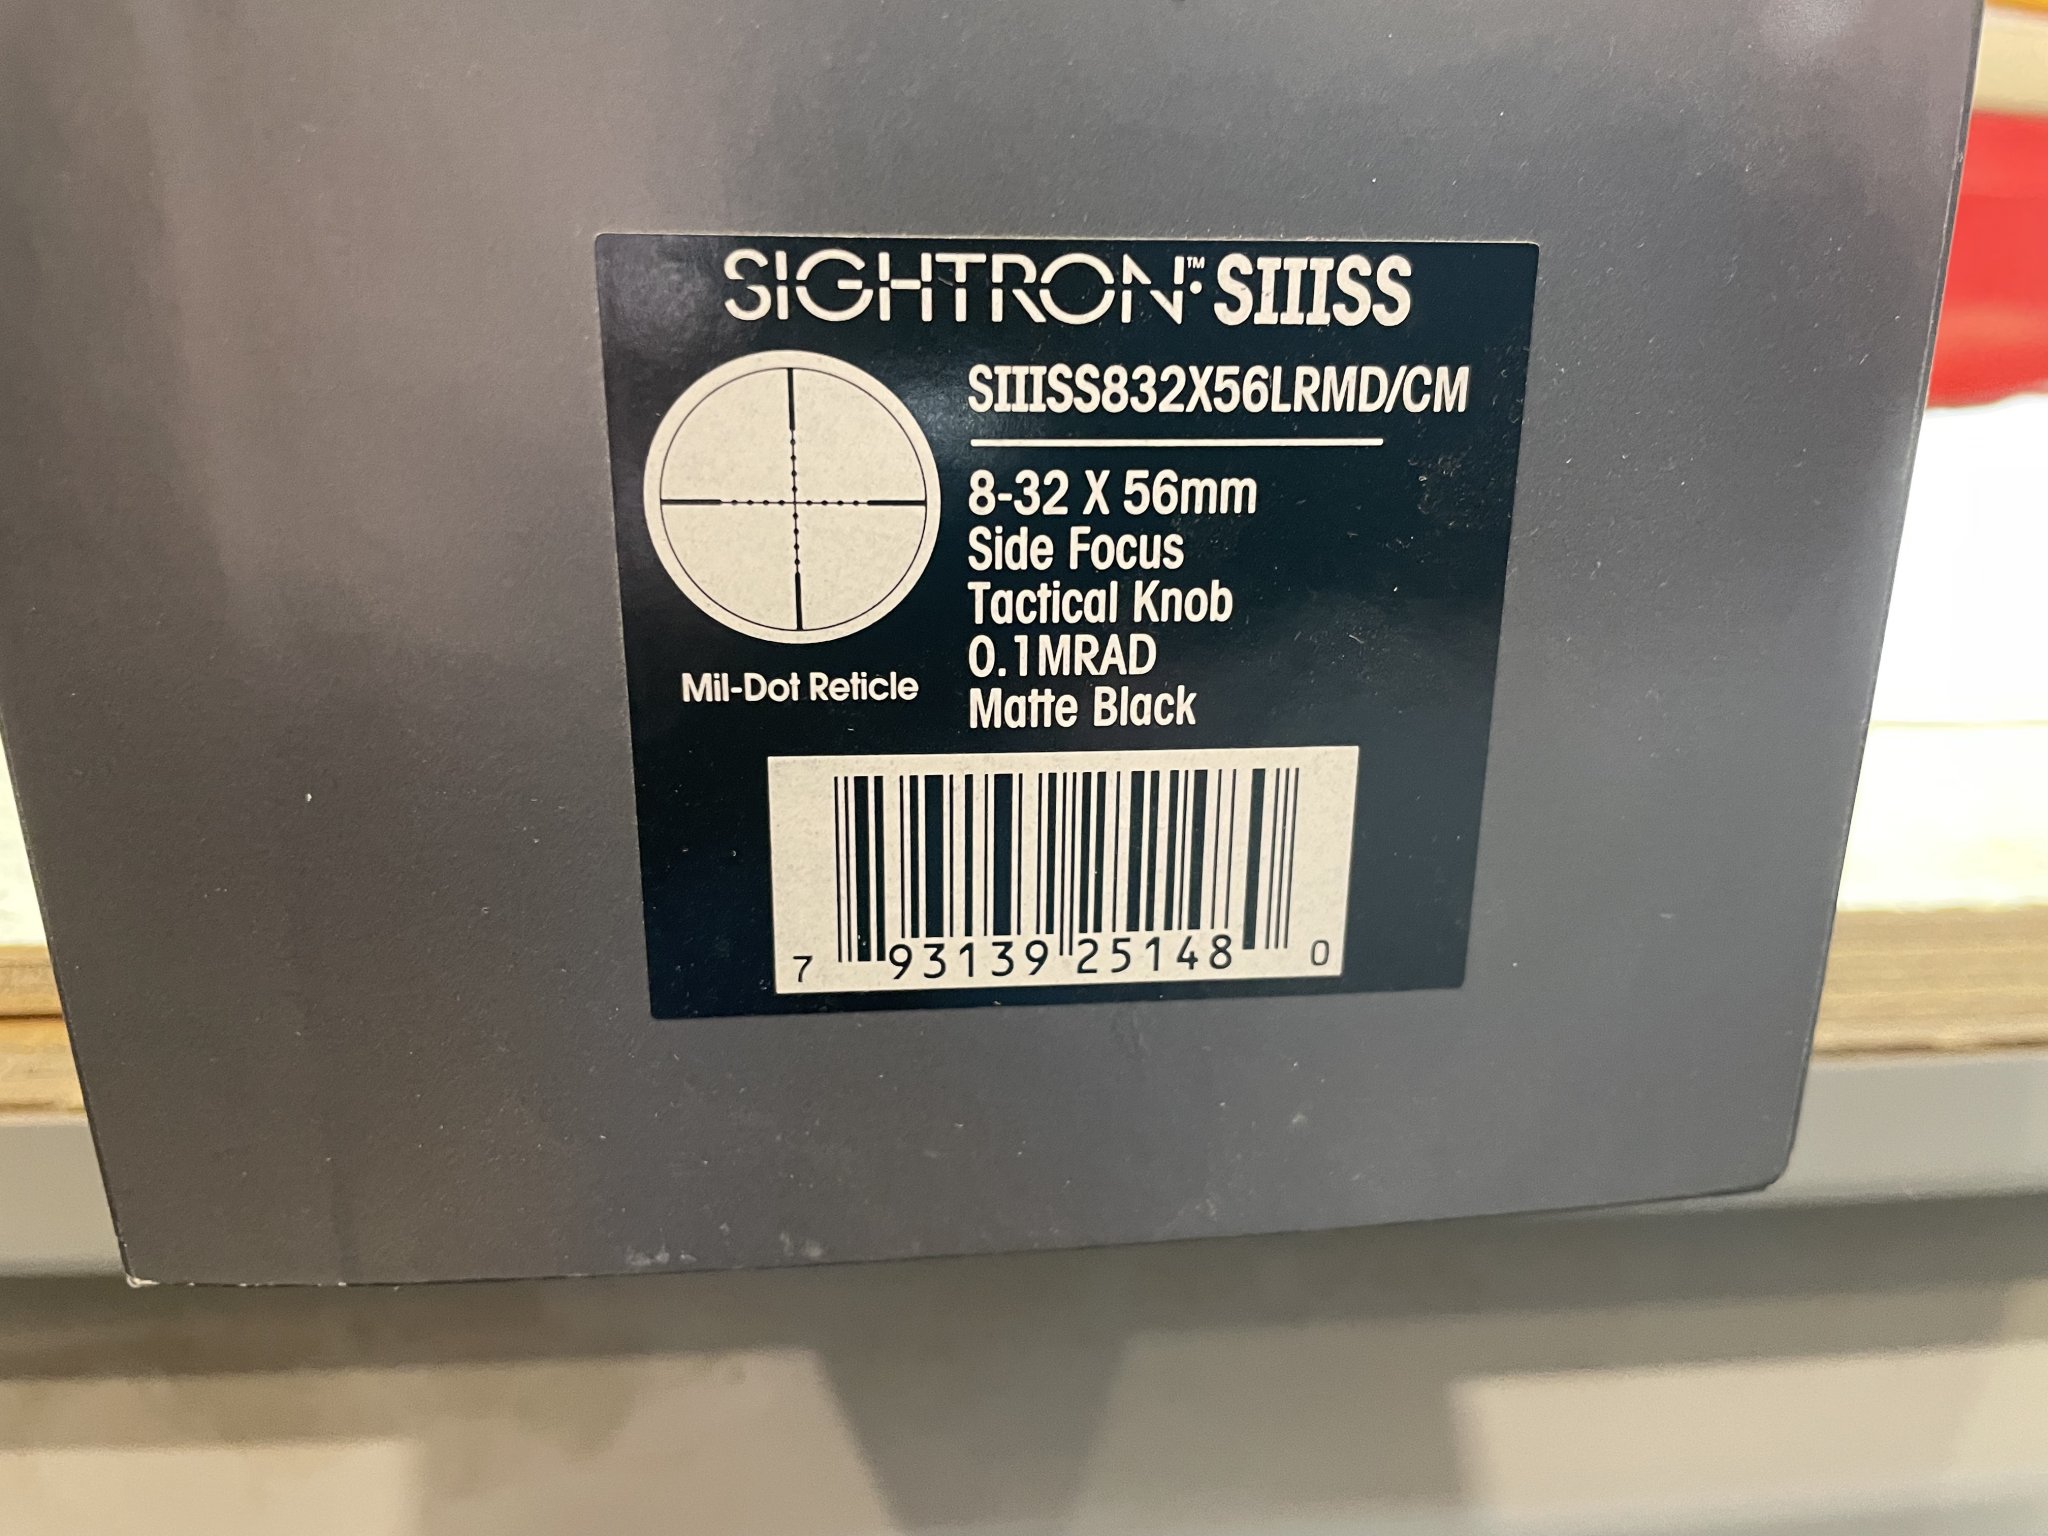 SIGHTRON™ SIIISS
SIIISS832X56LRMD/CM
8-32 X 56mm
Side Focus
Tactical Knob
0.1MRAD
Matte Black
Mil-Dot Reticle
7 93139 25148 0